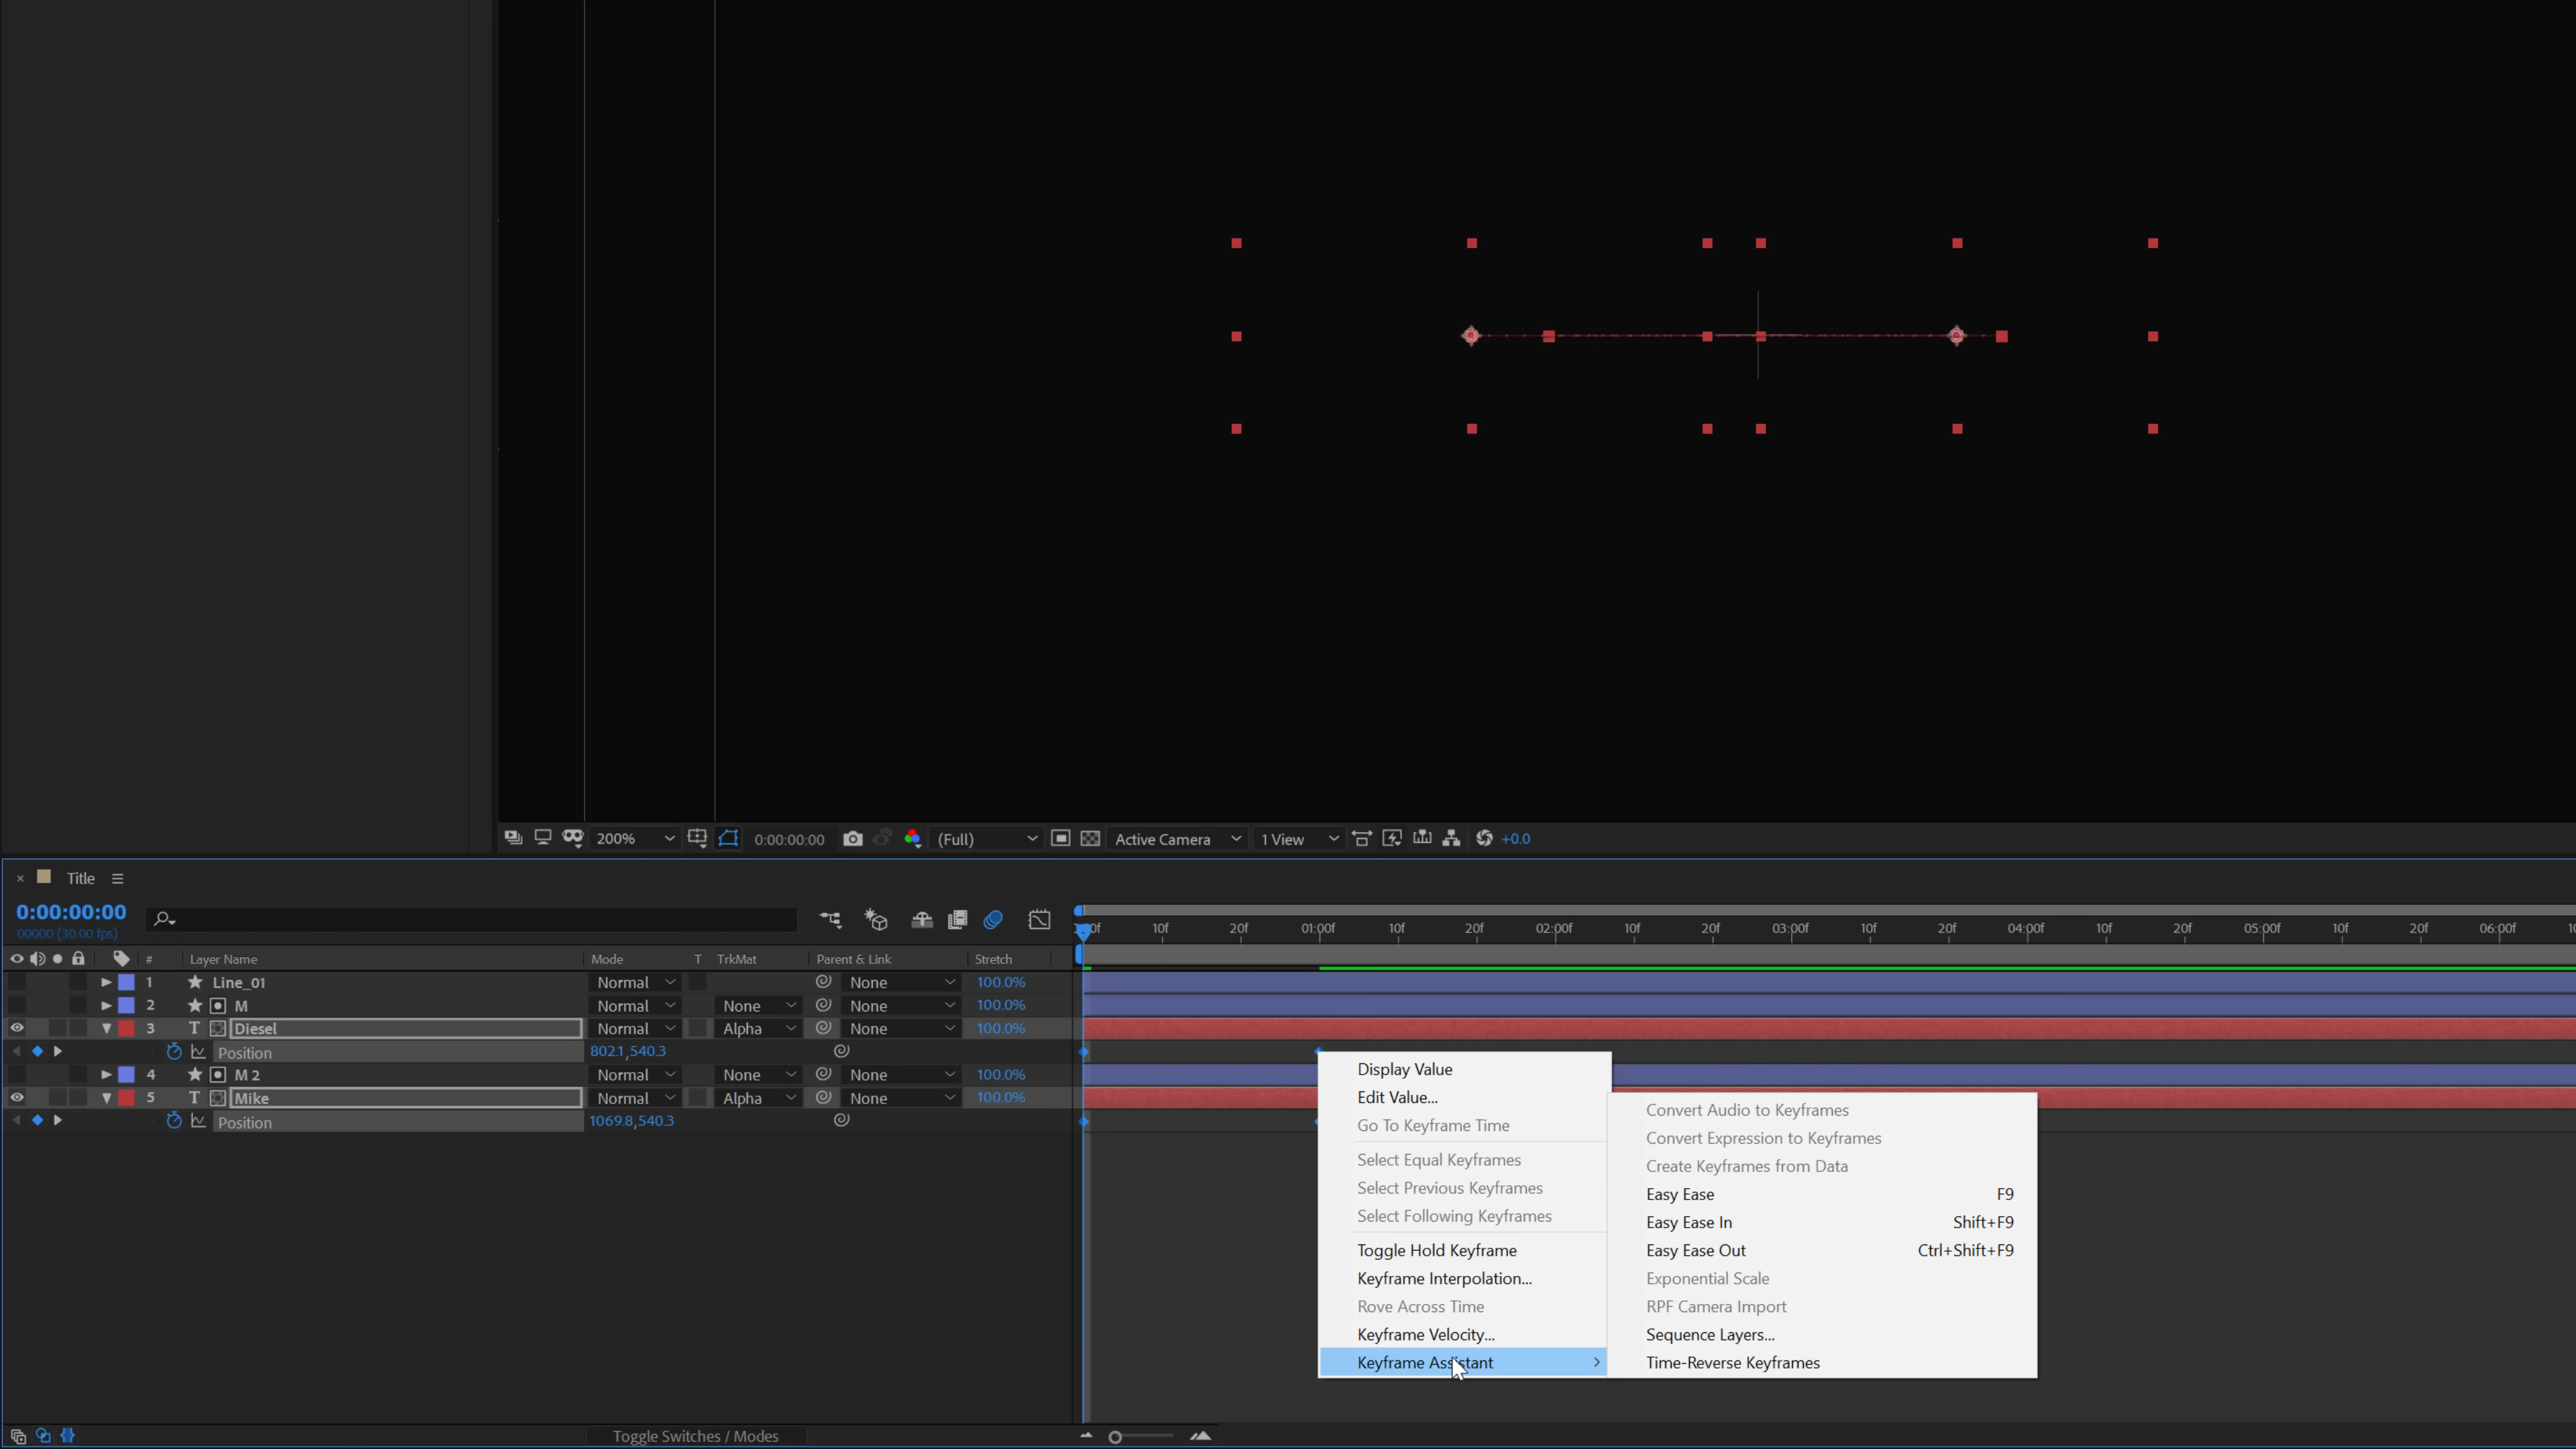 200%
0:00:00:00
(Full)
Active Camera
1 View
+0.0
Title
0:00:00:00
00000 (30.00 fps)
10f 20f 01:00f 10f 20f 02:00f 10f 20f 03:00f 10f 20f 04:00f 10f 20f 05:00f 10f 20f 06:00f
# Layer Name Mode T TrkMat Parent & Link Stretch
1 Line_01 Normal None 100.0%
2 M Normal None None 100.0%
3 T Diesel Normal Alpha None 100.0%
Position 802.1,540.3
4 M 2 Normal None None 100.0%
5 T Mike Normal Alpha None 100.0%
Position 1069.8,540.3
Display Value
Edit Value...
Go To Keyframe Time
Select Equal Keyframes
Select Previous Keyframes
Select Following Keyframes
Toggle Hold Keyframe
Keyframe Interpolation...
Rove Across Time
Keyframe Velocity...
Keyframe Assistant
Convert Audio to Keyframes
Convert Expression to Keyframes
Create Keyframes from Data
Easy Ease F9
Easy Ease In Shift+F9
Easy Ease Out Ctrl+Shift+F9
Exponential Scale
RPF Camera Import
Sequence Layers...
Time-Reverse Keyframes
Toggle Switches / Modes